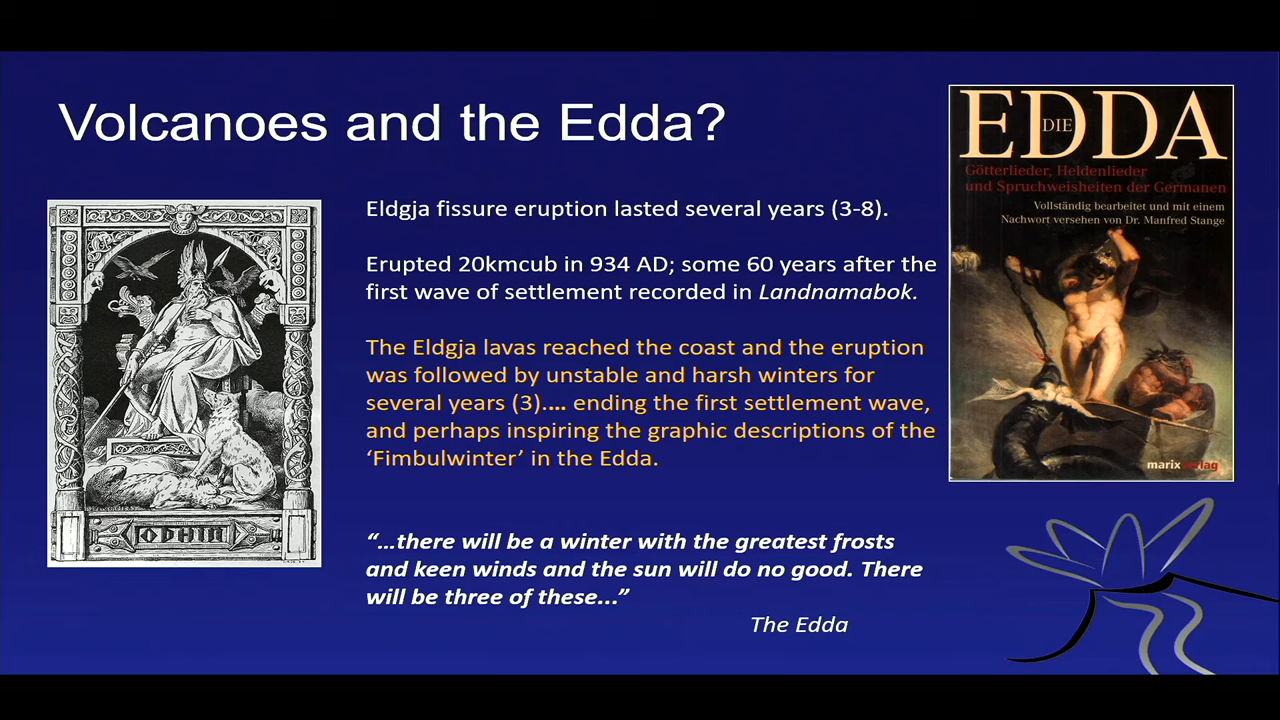 Volcanoes and the Edda?
Eldgja fissure eruption lasted several years (3-8).
Erupted 20kmcub in 934 AD; some 60 years after the
first wave of settlement recorded in Landnamabok.
The Eldgja lavas reached the coast and the eruption
was followed by unstable and harsh winters for
several years (3).... ending the first settlement wave,
and perhaps inspiring the graphic descriptions of the
‘Fimbulwinter’ in the Edda.
“...there will be a winter with the greatest frosts
and keen winds and the sun will do no good. There
will be three of these...”
The Edda
ODHIN
DIE
EDDA
Götterlieder, Heldenlieder
und Spruchweisheiten der Germanen
Vollständig bearbeitet und mit einem
Nachwort versehen von Dr. Manfred Stange
marixverlag